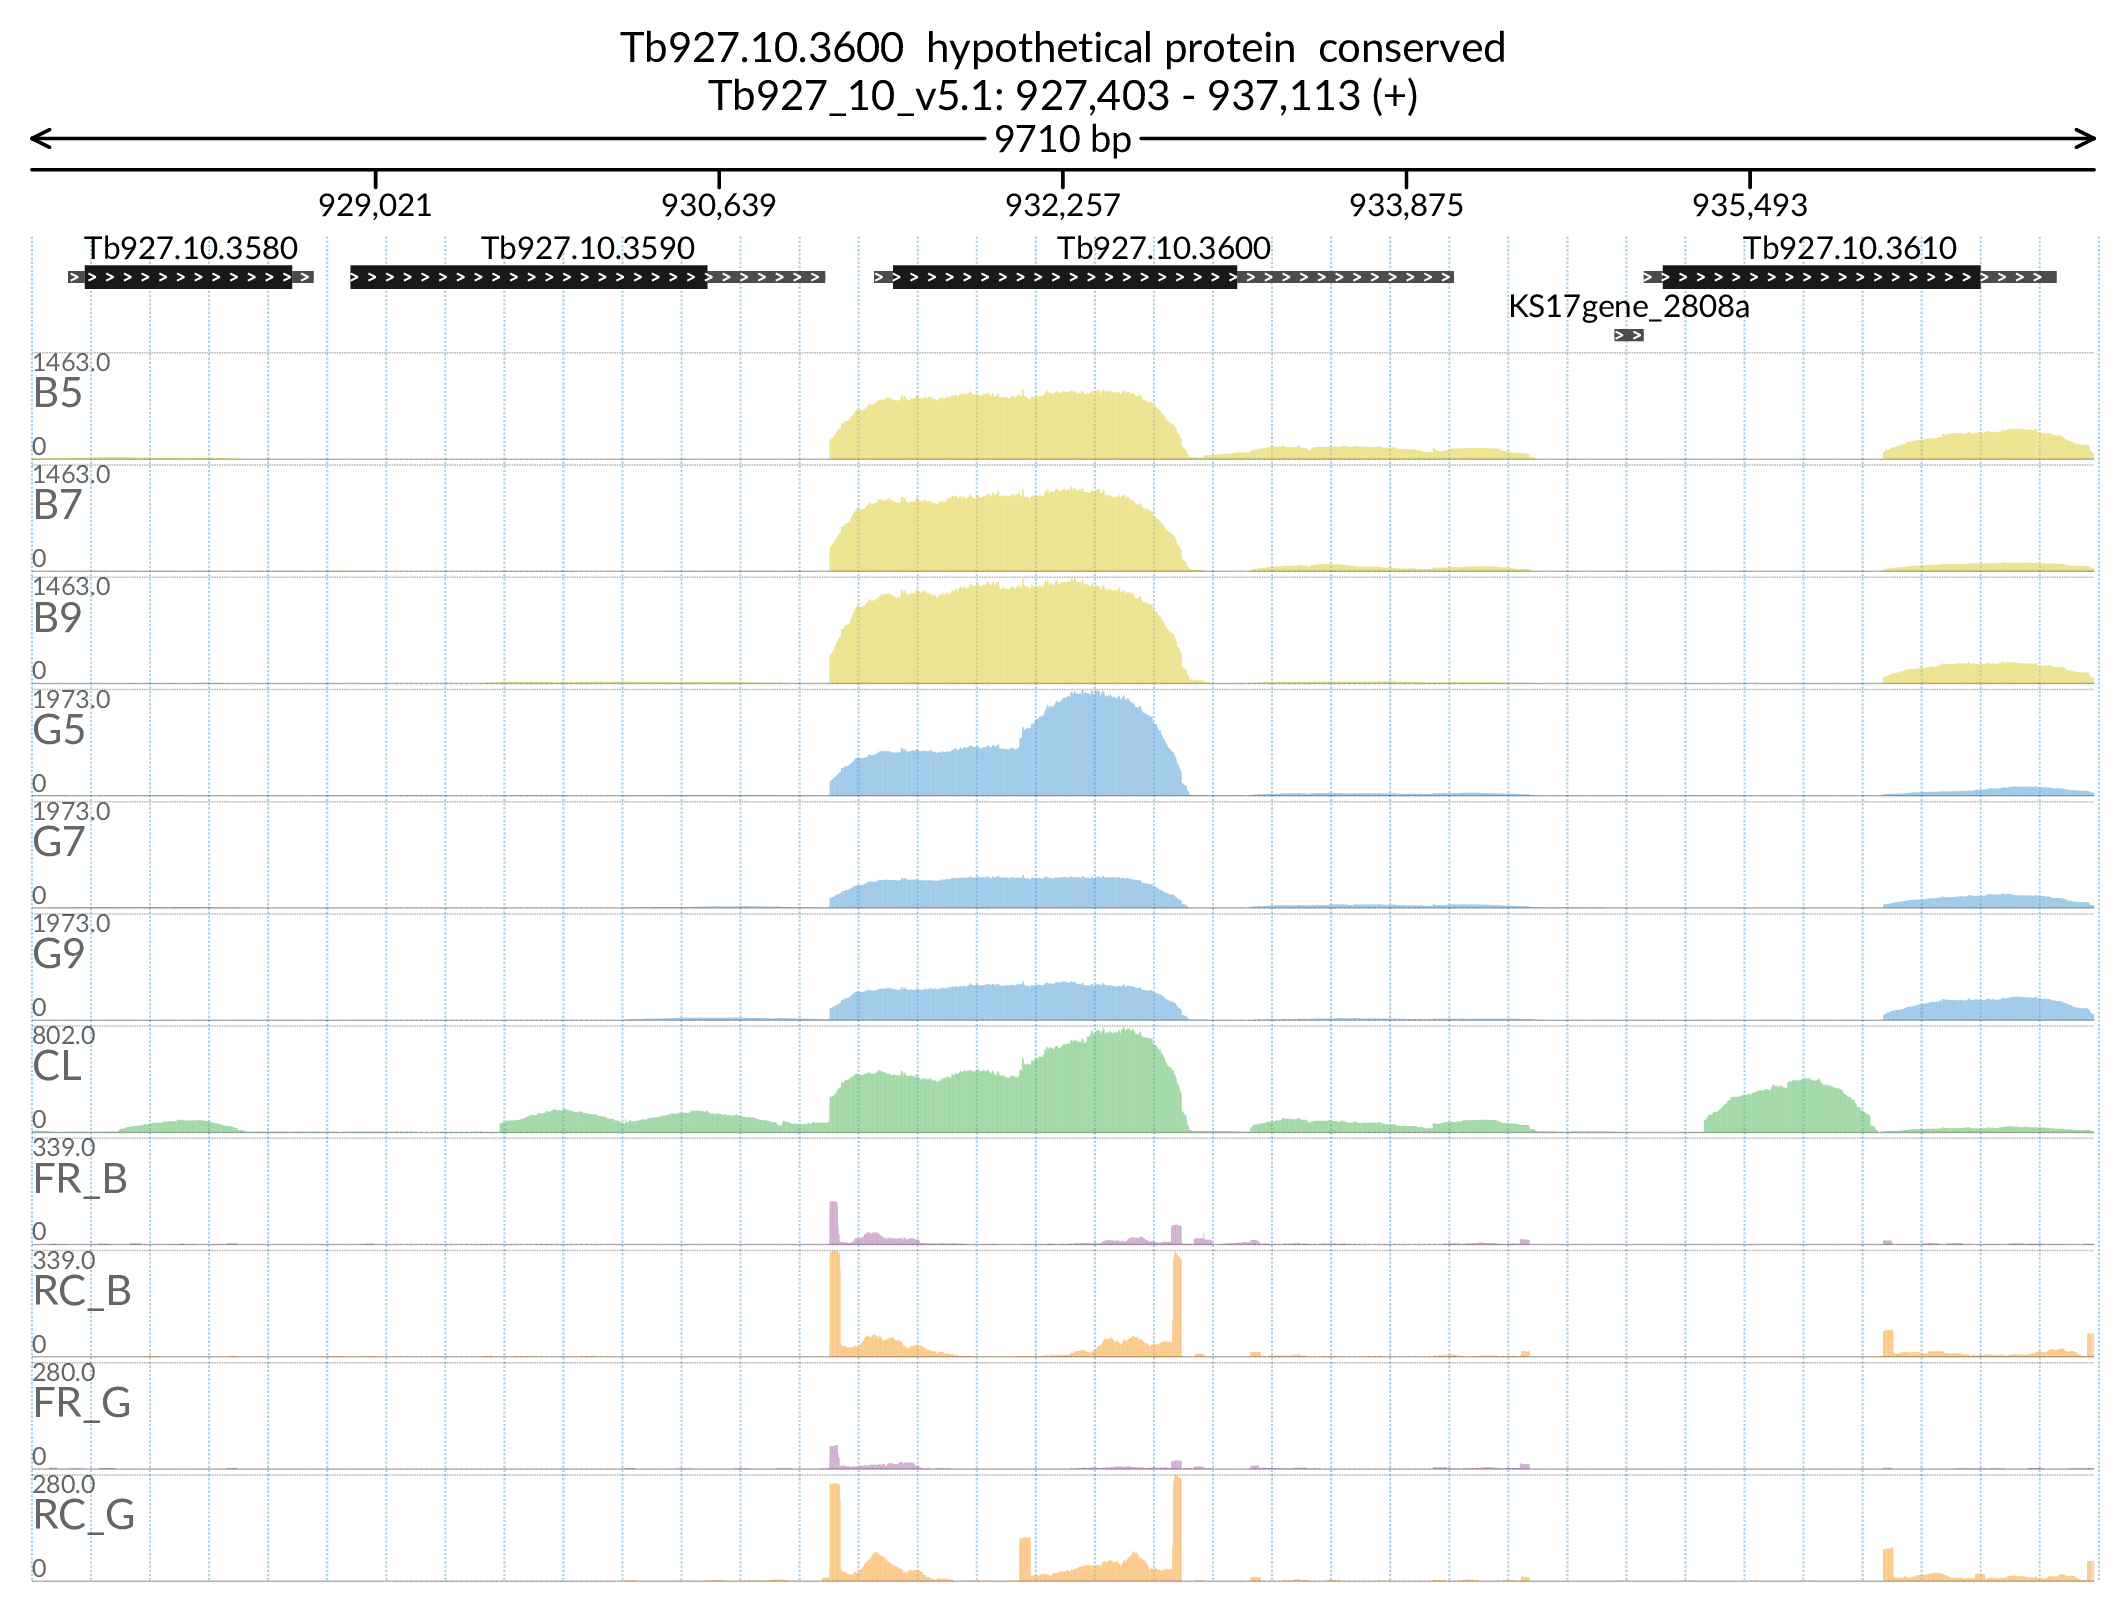 Tb927.10.3600 hypothetical protein conserved
Tb927_10_v5.1: 927,403 - 937,113 (+)
9710 bp
929,021 930,639 932,257 933,875 935,493
Tb927.10.3580 Tb927.10.3590 Tb927.10.3600 Tb927.10.3610
KS17gene_2808a
1463.0
B5
0
1463.0
B7
0
1463.0
B9
0
1973.0
G5
0
1973.0
G7
0
1973.0
G9
0
802.0
CL
0
339.0
FR_B
0
339.0
RC_B
0
280.0
FR_G
0
280.0
RC_G
0